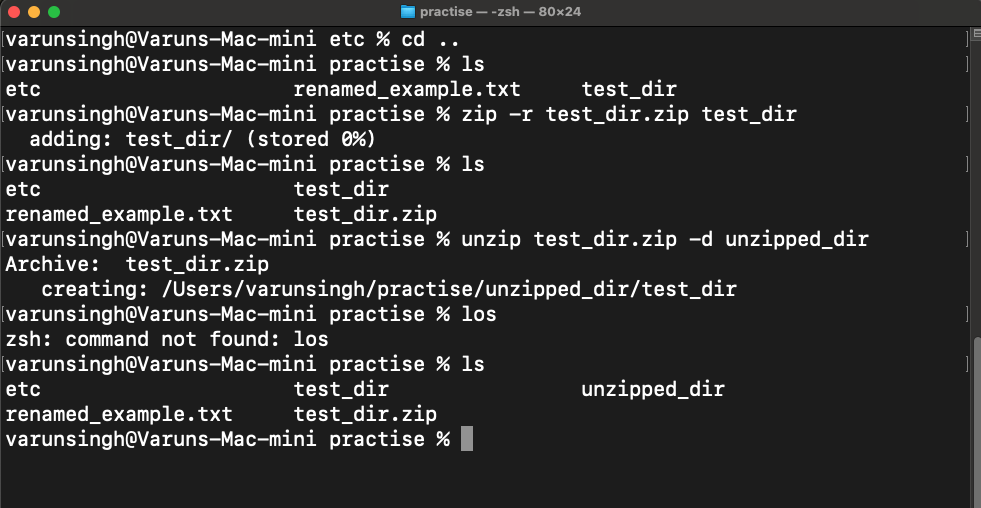 practise — -zsh — 80×24
varunsingh@Varuns-Mac-mini etc % cd ..
varunsingh@Varuns-Mac-mini practise % ls
etc                     renamed_example.txt     test_dir
varunsingh@Varuns-Mac-mini practise % zip -r test_dir.zip test_dir
  adding: test_dir/ (stored 0%)
varunsingh@Varuns-Mac-mini practise % ls
etc                     test_dir
renamed_example.txt     test_dir.zip
varunsingh@Varuns-Mac-mini practise % unzip test_dir.zip -d unzipped_dir
Archive:  test_dir.zip
   creating: /Users/varunsingh/practise/unzipped_dir/test_dir
varunsingh@Varuns-Mac-mini practise % los
zsh: command not found: los
varunsingh@Varuns-Mac-mini practise % ls
etc                     test_dir                unzipped_dir
renamed_example.txt     test_dir.zip
varunsingh@Varuns-Mac-mini practise %